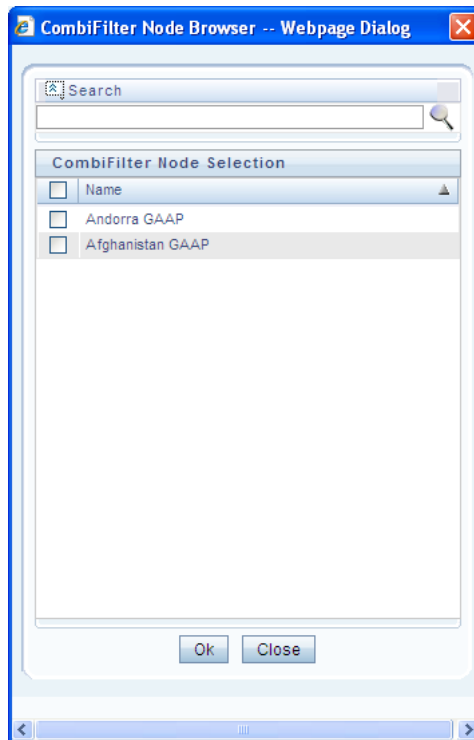 CombiFilter Node Browser -- Webpage Dialog
Search
CombiFilter Node Selection
Name
Andorra GAAP
Afghanistan GAAP
Ok Close